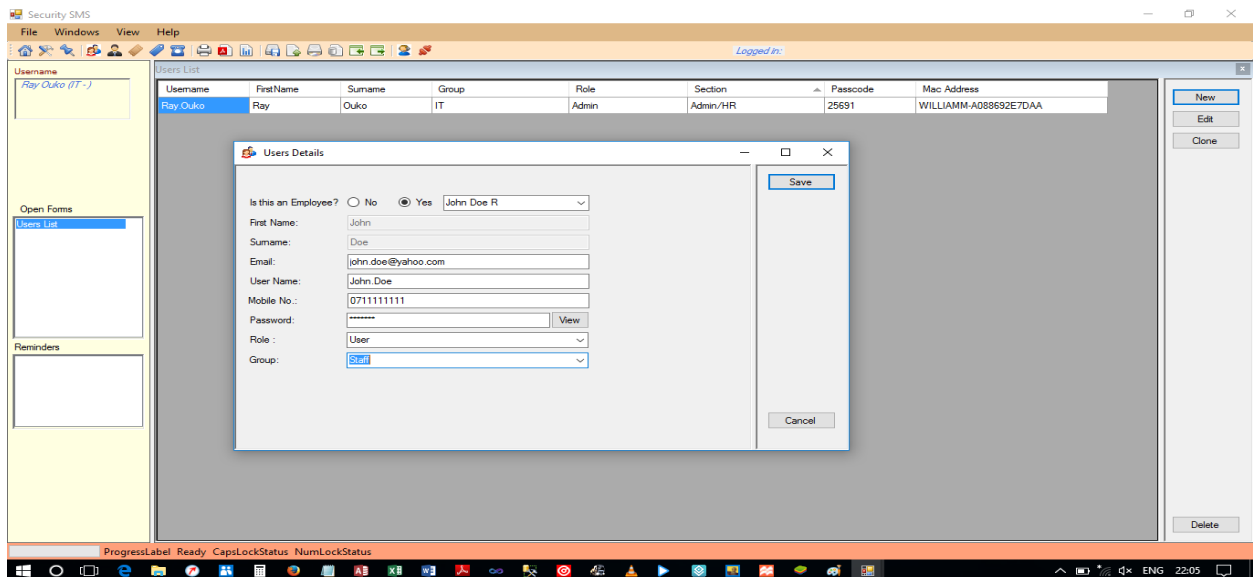 Security SMS
File Windows View Help
Logged in:
Username
Ray Ouko (IT - )
Open Forms
Users List
Reminders
Users List
Username FirstName Surname Group Role Section Passcode Mac Address
Ray.Ouko Ray Ouko IT Admin Admin/HR 25691 WILLIAMM-A088692E7DAA
New
Edit
Clone
Delete
Users Details
Is this an Employee? No Yes John Doe R
First Name: John
Surname: Doe
Email: john.doe@yahoo.com
User Name: John.Doe
Mobile No.: 0711111111
Password: ******* View
Role : User
Group: Staff
Save
Cancel
ProgressLabel Ready CapsLockStatus NumLockStatus
ENG 22:05